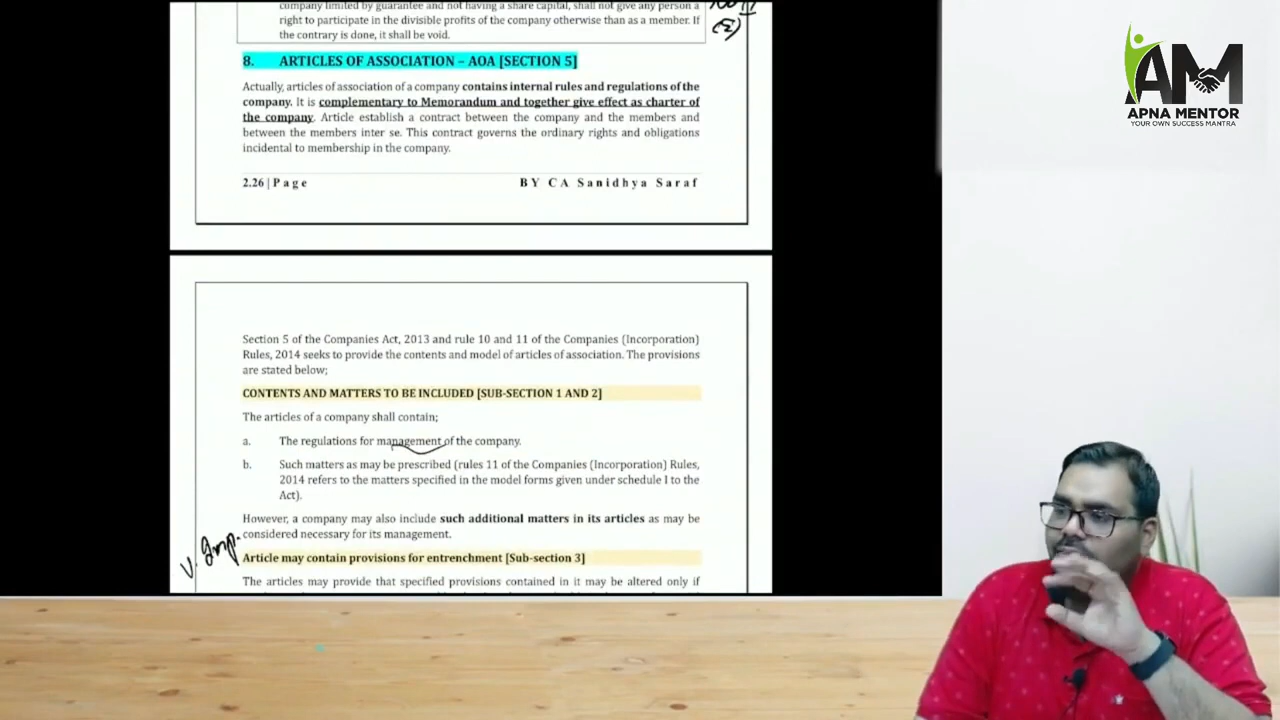 company limited by guarantee and not having a share capital, shall not give any person a
right to participate in the divisible profits of the company otherwise than as a member. If
the contrary is done, it shall be void.
(2)
8. ARTICLES OF ASSOCIATION – AOA [SECTION 5]
Actually, articles of association of a company contains internal rules and regulations of the
company. It is complementary to Memorandum and together give effect as charter of
the company. Article establish a contract between the company and the members and
between the members inter se. This contract governs the ordinary rights and obligations
incidental to membership in the company.
2.26 | Page BY CA Sanidhya Saraf
Section 5 of the Companies Act, 2013 and rule 10 and 11 of the Companies (Incorporation)
Rules, 2014 seeks to provide the contents and model of articles of association. The provisions
are stated below;
CONTENTS AND MATTERS TO BE INCLUDED [SUB-SECTION 1 AND 2]
The articles of a company shall contain;
a. The regulations for management of the company.
b. Such matters as may be prescribed (rules 11 of the Companies (Incorporation) Rules,
2014 refers to the matters specified in the model forms given under schedule I to the
Act).
However, a company may also include such additional matters in its articles as may be
considered necessary for its management.
V. Imp.
Article may contain provisions for entrenchment [Sub-section 3]
The articles may provide that specified provisions contained in it may be altered only if
AM
APNA MENTOR
YOUR OWN SUCCESS MANTRA